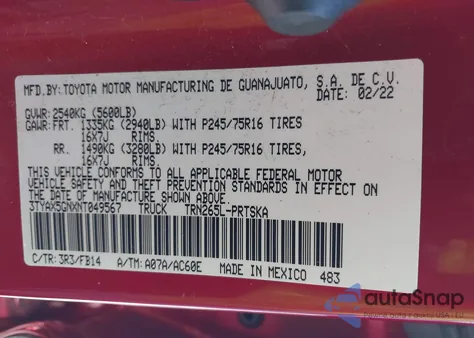 MFD.BY:TOYOTA MOTOR MANUFACTURING DE GUANAJUATO, S.A. DE C.V.
DATE: 02/22
GVWR:2540KG (5600LB)
GAWR:FRT. 1335KG (2940LB) WITH P245/75R16 TIRES
16X7J RIMS,
RR. 1490KG (3280LB) WITH P245/75R16 TIRES,
16X7J RIMS.
THIS VEHICLE CONFORMS TO ALL APPLICABLE FEDERAL MOTOR
VEHICLE SAFETY AND THEFT PREVENTION STANDARDS IN EFFECT ON
THE DATE OF MANUFACTURE SHOWN ABOVE.
3TYAX5GNXNT049567 TRUCK TRN265L-PRTSKA
C/TR: 3R3/FB14 A/TM: A07A/AC60E MADE IN MEXICO 483
autoSnap